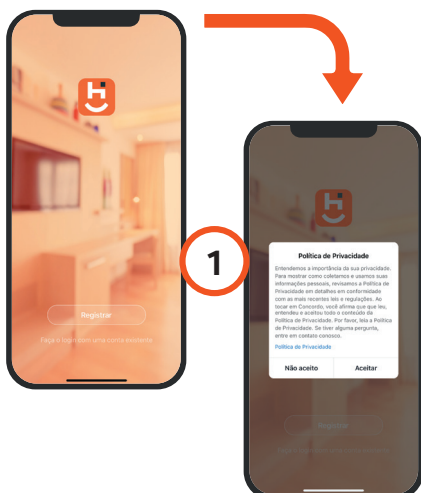 H
Registrar
Faça o login com uma conta existente
1
H
Política de Privacidade
Entendemos a importância da sua privacidade.
Para mostrar como coletamos e usamos suas
informações pessoais, revisamos a Política de
Privacidade em detalhes em conformidade
com as mais recentes leis e regulações. Ao
tocar em Concordo, você afirma que que leu,
entendeu e aceitou todo o conteúdo da
Política de Privacidade. Por favor, leia a Política
de Privacidade. Se tiver alguma pergunta,
entre em contato conosco.
Política de Privacidade
Não aceito Aceitar
Registrar